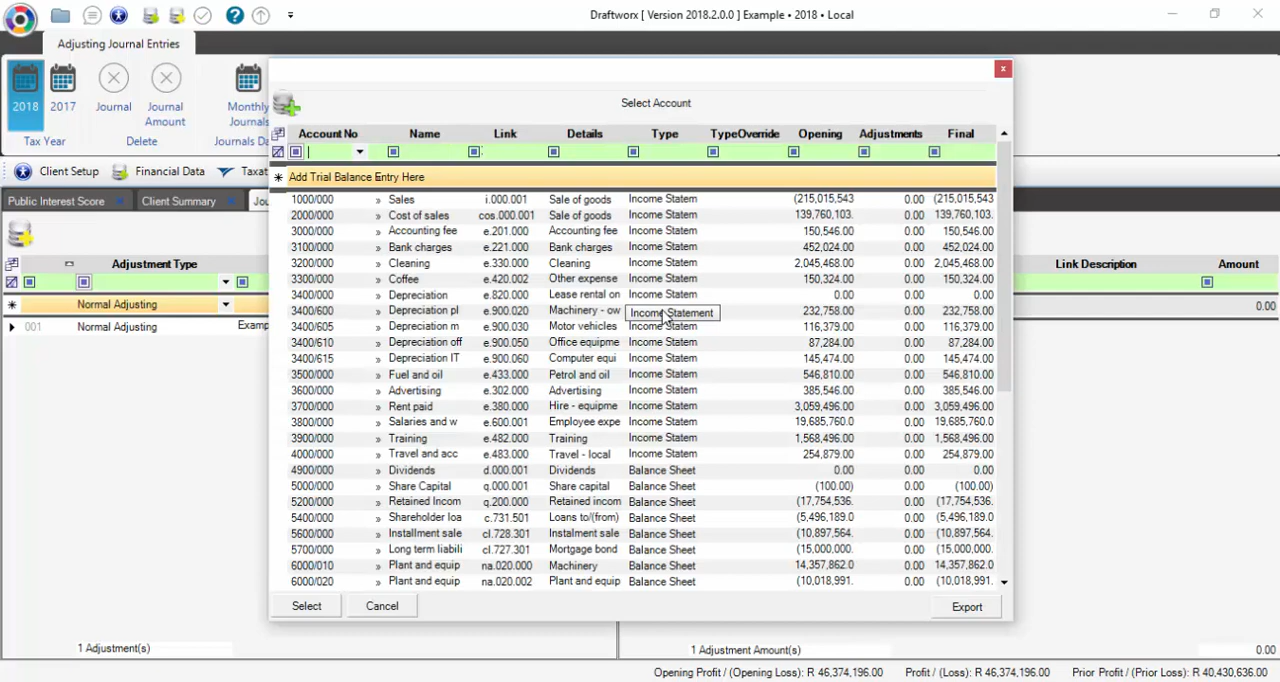 Draftworx [ Version 2018.2.0.0 ] Example • 2018 • Local
Adjusting Journal Entries
2018 2017 Journal Journal Amount Monthly Journals
Tax Year Delete Journals Da
Client Setup Financial Data Taxat
Public Interest Score Client Summary Jou
Adjustment Type
Normal Adjusting
001 Normal Adjusting Examp
Select Account
Account No Name Link Details Type TypeOverride Opening Adjustments Final
Add Trial Balance Entry Here
1000/000 » Sales i.000.001 Sale of goods Income Statem (215,015,543 0.00 (215,015,543
2000/000 » Cost of sales cos.000.001 Sale of goods Income Statem 139,760,103. 0.00 139,760,103.
3000/000 » Accounting fee e.201.000 Accounting fee Income Statem 150,546.00 0.00 150,546.00
3100/000 » Bank charges e.221.000 Bank charges Income Statem 452,024.00 0.00 452,024.00
3200/000 » Cleaning e.330.000 Cleaning Income Statem 2,045,468.00 0.00 2,045,468.00
3300/000 » Coffee e.420.002 Other expense Income Statem 150,324.00 0.00 150,324.00
3400/000 » Depreciation e.820.000 Lease rental on Income Statem 0.00 0.00 0.00
3400/600 » Depreciation pl e.900.020 Machinery - ow Income Statement 232,758.00 0.00 232,758.00
3400/605 » Depreciation m e.900.030 Motor vehicles Income Statem 116,379.00 0.00 116,379.00
3400/610 » Depreciation off e.900.050 Office equipme Income Statem 87,284.00 0.00 87,284.00
3400/615 » Depreciation IT e.900.060 Computer equi Income Statem 145,474.00 0.00 145,474.00
3500/000 » Fuel and oil e.433.000 Petrol and oil Income Statem 546,810.00 0.00 546,810.00
3600/000 » Advertising e.302.000 Advertising Income Statem 385,546.00 0.00 385,546.00
3700/000 » Rent paid e.380.000 Hire - equipme Income Statem 3,059,496.00 0.00 3,059,496.00
3800/000 » Salaries and w e.600.001 Employee expe Income Statem 19,685,760.0 0.00 19,685,760.0
3900/000 » Training e.482.000 Training Income Statem 1,568,496.00 0.00 1,568,496.00
4000/000 » Travel and acc e.483.000 Travel - local Income Statem 254,879.00 0.00 254,879.00
4900/000 » Dividends d.000.001 Dividends Balance Sheet 0.00 0.00 0.00
5000/000 » Share Capital q.000.001 Share capital Balance Sheet (100.00) 0.00 (100.00)
5200/000 » Retained Incom q.200.000 Retained incom Balance Sheet (17,754,536. 0.00 (17,754,536.
5400/000 » Shareholder loa c.731.501 Loans to/(from) Balance Sheet (5,496,189.0 0.00 (5,496,189.0
5600/000 » Installment sale cl.728.301 Instalment sale Balance Sheet (10,897,564. 0.00 (10,897,564.
5700/000 » Long term liabili cl.727.301 Mortgage bond Balance Sheet (15,000,000. 0.00 (15,000,000.
6000/010 » Plant and equip na.020.000 Machinery Balance Sheet 14,357,862.0 0.00 14,357,862.0
6000/020 » Plant and equip na.020.002 Plant and equip Balance Sheet (10,018,991. 0.00 (10,018,991.
Select Cancel Export
Link Description Amount
0.00
1 Adjustment(s) 1 Adjustment Amount(s) 0.00
Opening Profit / (Opening Loss): R 46,374,196.00 Profit / (Loss): R 46,374,196.00 Prior Profit / (Prior Loss): R 40,430,636.00